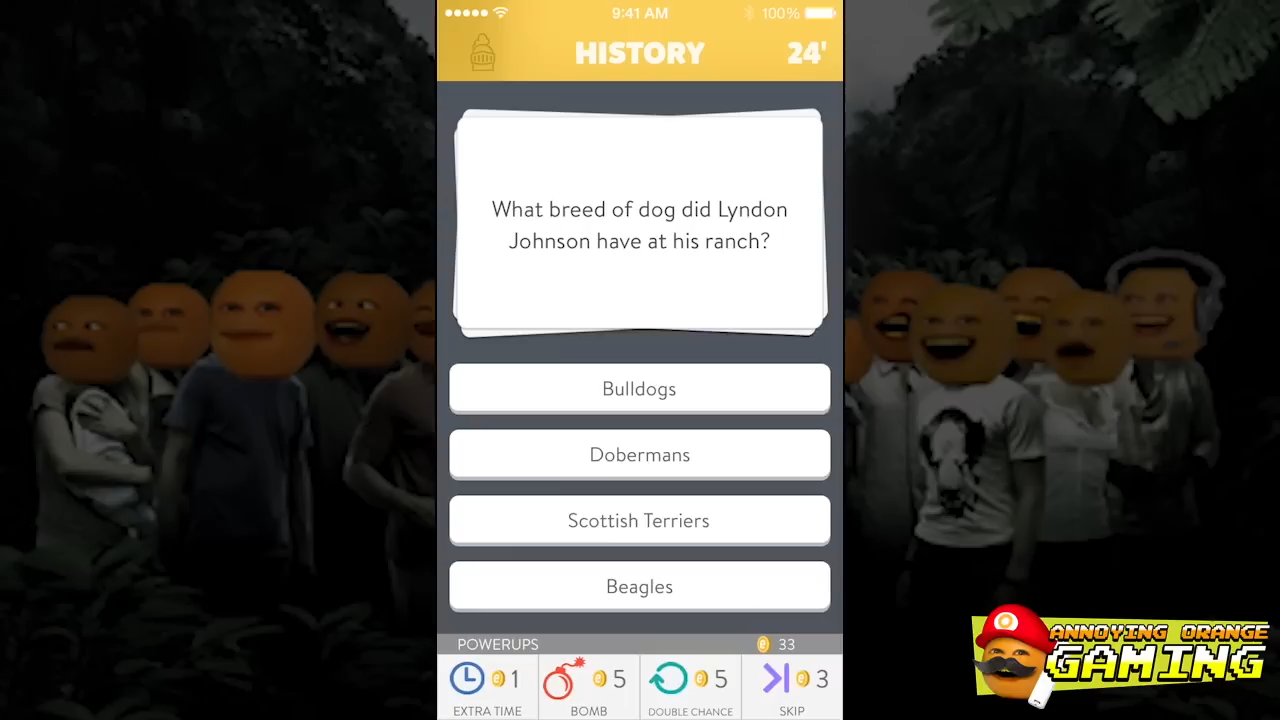 9:41 AM
100%
HISTORY
24'
What breed of dog did Lyndon
Johnson have at his ranch?
Bulldogs
Dobermans
Scottish Terriers
Beagles
POWERUPS
33
1
5
5
3
EXTRA TIME
BOMB
DOUBLE CHANCE
SKIP
ANNOYING ORANGE
GAMING